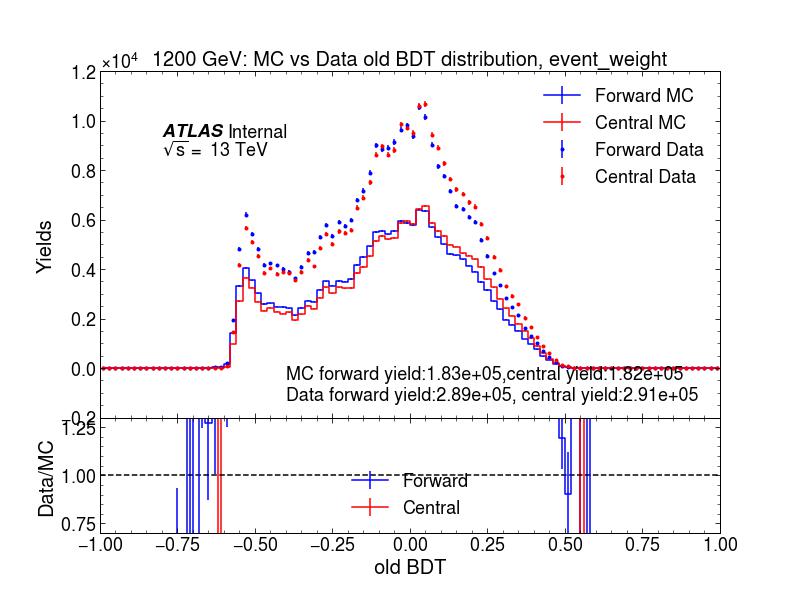 ×10⁴ 1200 GeV: MC vs Data old BDT distribution, event_weight
1.2
1.0
0.8
0.6
0.4
0.2
0.0
0.2
Yields
ATLAS Internal
√s = 13 TeV
Forward MC
Central MC
Forward Data
Central Data
MC forward yield:1.83e+05,central yield:1.82e+05
Data forward yield:2.89e+05, central yield:2.91e+05
1.25
1.00
0.75
Data/MC
Forward
Central
−1.00 −0.75 −0.50 −0.25 0.00 0.25 0.50 0.75 1.00
old BDT